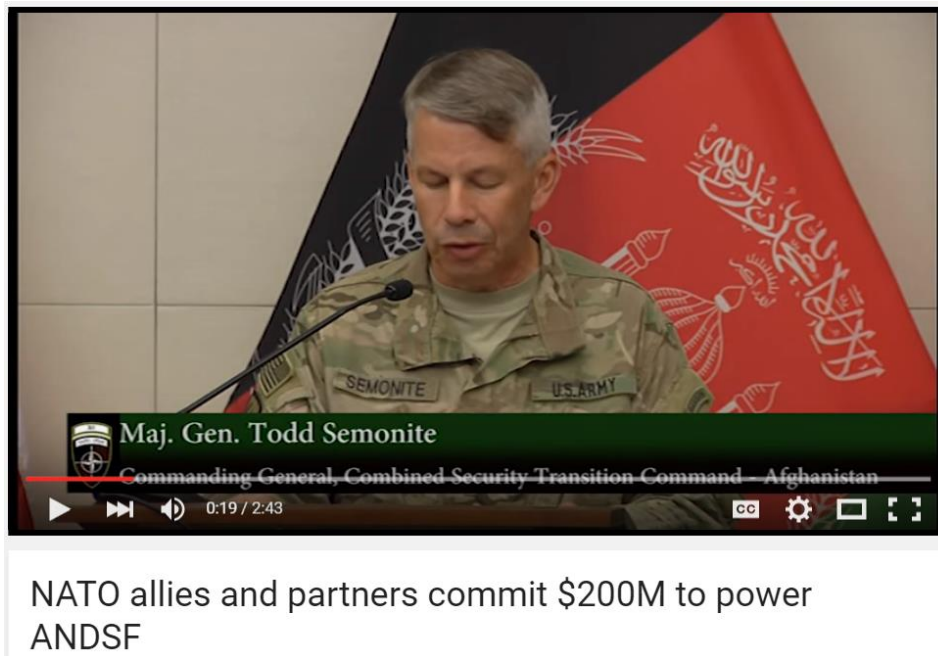 SEMONITE
U.S.ARMY
Maj. Gen. Todd Semonite
Commanding General, Combined Security Transition Command - Afghanistan
0:19 / 2:43
CC
NATO allies and partners commit $200M to power
ANDSF